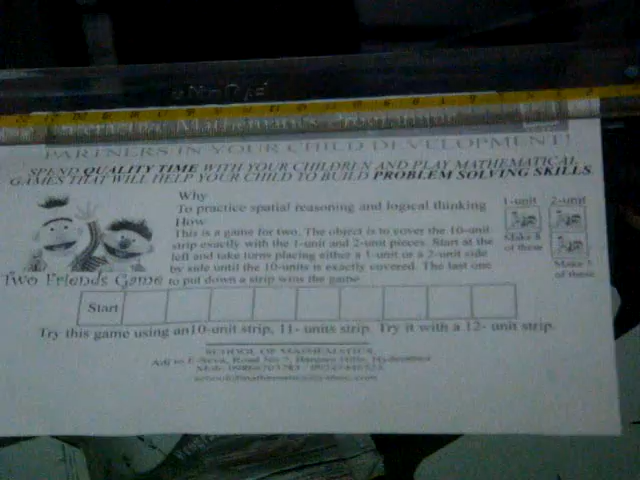 PARTNERS IN YOUR CHILD DEVELOPMENT!
SPEND QUALITY TIME WITH YOUR CHILDREN AND PLAY MATHEMATICAL
GAMES THAT WILL HELP YOUR CHILD TO BUILD PROBLEM SOLVING SKILLS
Why
To practice spatial reasoning and logical thinking
How
This is a game for two. The object is to cover the 10-unit
strip exactly with the 1-unit and 2-unit pieces. Start at the
left and take turns placing either a 1-unit or a 2-unit side
by side until the 10-units is exactly covered. The last one
to put down a strip wins the game
1-unit
Make 8
of these
2-unit
Make 5
of these
Two Friends Game
Start
Try this game using an10-unit strip, 11- units strip. Try it with a 12- unit strip.
SCHOOL OF MATHEMATICS
Road No 7, Banjara Hills, Hyderabad